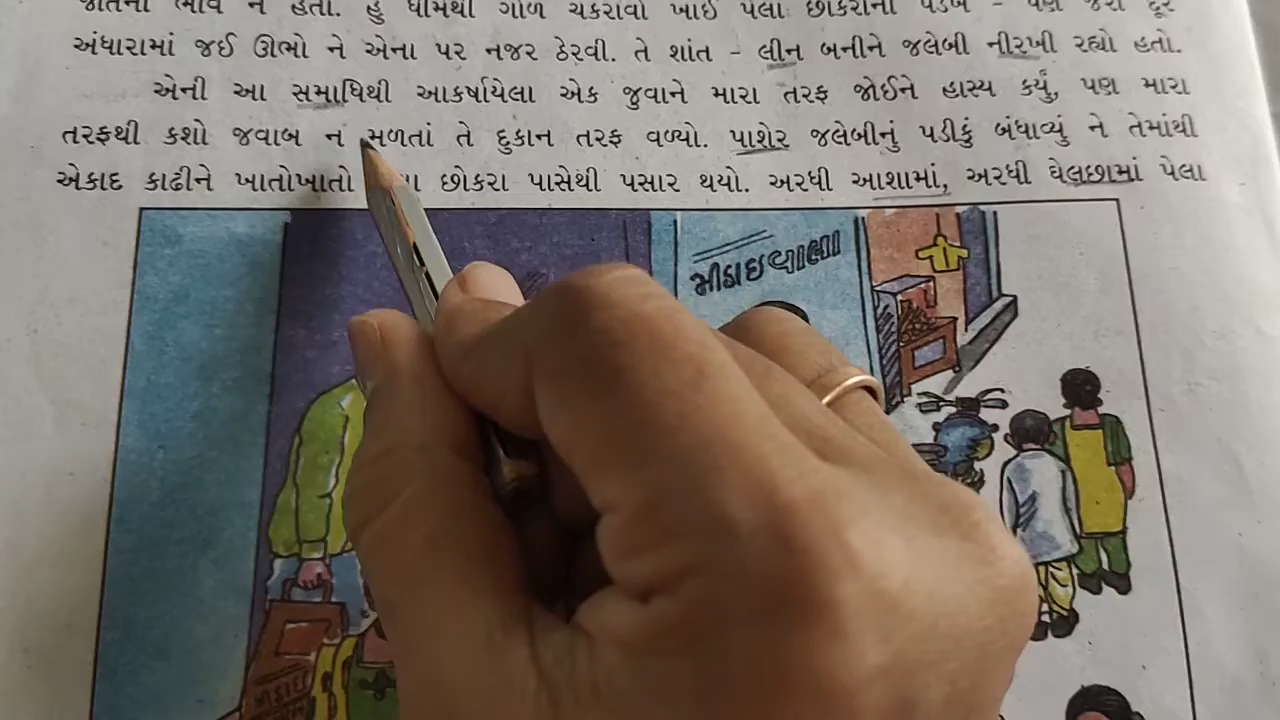 અંધારામાં જઈ ઊભો ને એના પર નજર ઠેરવી. તે શાંત - લીન બનીને જલેબી નીરખી રહ્યો હતો.
એની આ સમાધિથી આકર્ષાયેલા એક જુવાને મારા તરફ જોઈને હાસ્ય કર્યું, પણ મારા
તરફથી કશો જવાબ ન મળતાં તે દુકાન તરફ વળ્યો. પાશેર જલેબીનું પડીકું બંધાવ્યું ને તેમાંથી
એકાદ કાઢીને ખાતોખાતો છોકરા પાસેથી પસાર થયો. અરધી આશામાં, અરધી ઘેલછામાં પેલા
મીઠાઇવાલા